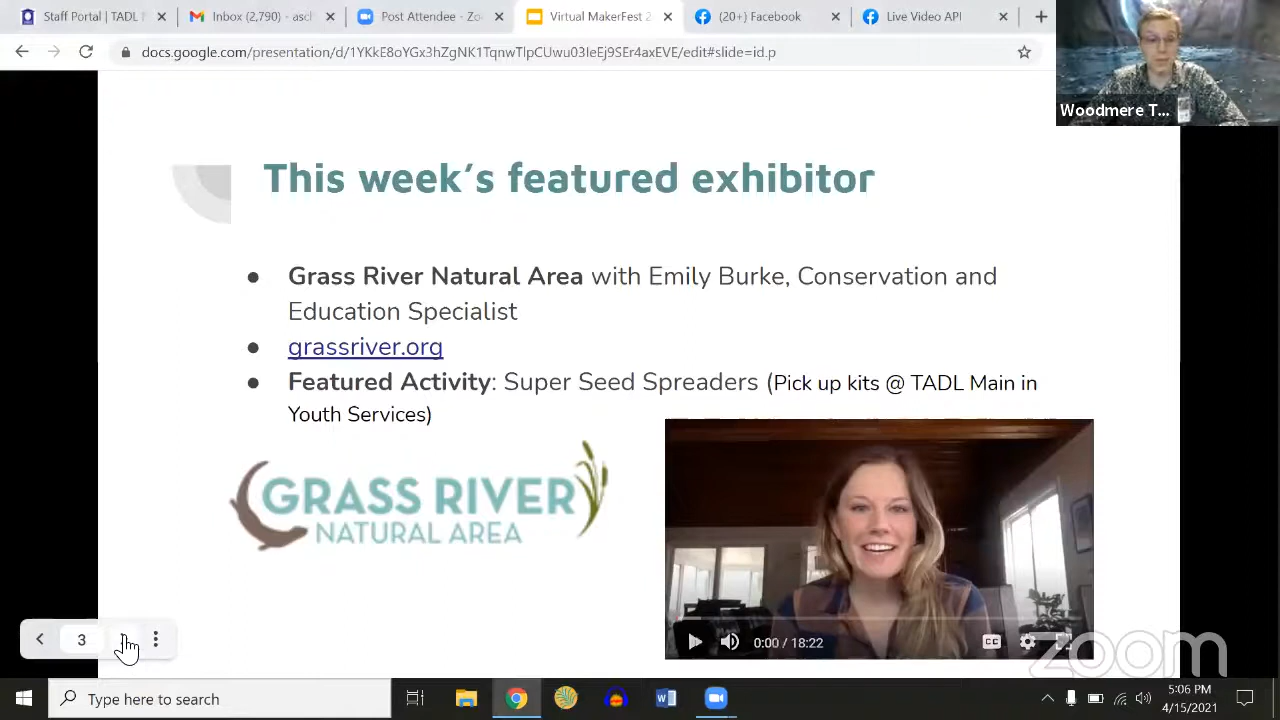 Staff Portal | TADL
Inbox (2,790) - asch
Post Attendee - Zo
Virtual MakerFest 2
(20+) Facebook
Live Video API
docs.google.com/presentation/d/1YKkE8oYGx3hZgNK1TqnwTlpCUwu03IeEj9SEr4axEVE/edit#slide=id.p
Woodmere T...
This week's featured exhibitor
● Grass River Natural Area with Emily Burke, Conservation and
Education Specialist
● grassriver.org
● Featured Activity: Super Seed Spreaders (Pick up kits @ TADL Main in
Youth Services)
GRASS RIVER
NATURAL AREA
0:00 / 18:22
CC
3
zoom
Type here to search
5:06 PM
4/15/2021